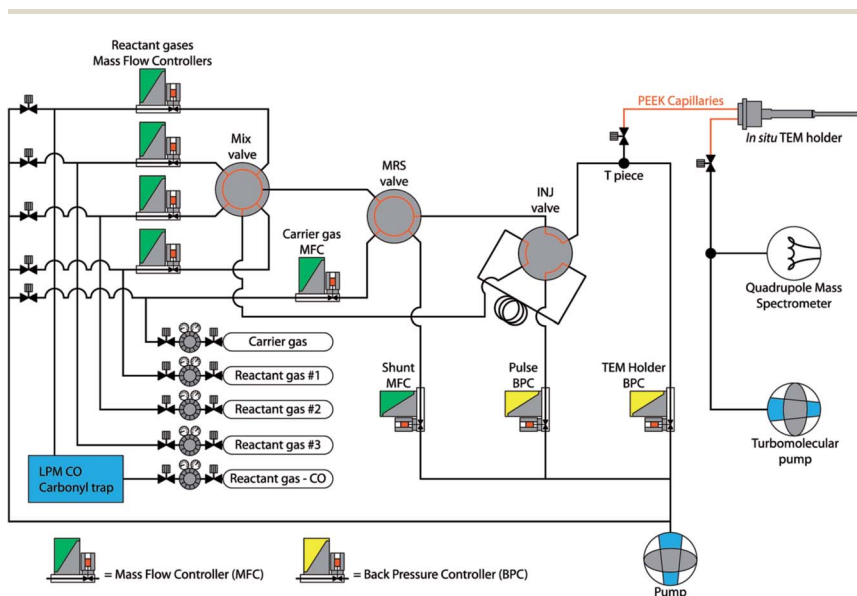 Reactant gases
Mass Flow Controllers
PEEK Capillaries
In situ TEM holder
Mix
valve
MRS
valve
INJ
valve
T piece
Carrier gas
MFC
Quadrupole Mass
Spectrometer
Carrier gas
Reactant gas #1
Reactant gas #2
Reactant gas #3
Reactant gas - CO
Shunt
MFC
Pulse
BPC
TEM Holder
BPC
Turbomolecular
pump
LPM CO
Carbonyl trap
= Mass Flow Controller (MFC)
= Back Pressure Controller (BPC)
Pump